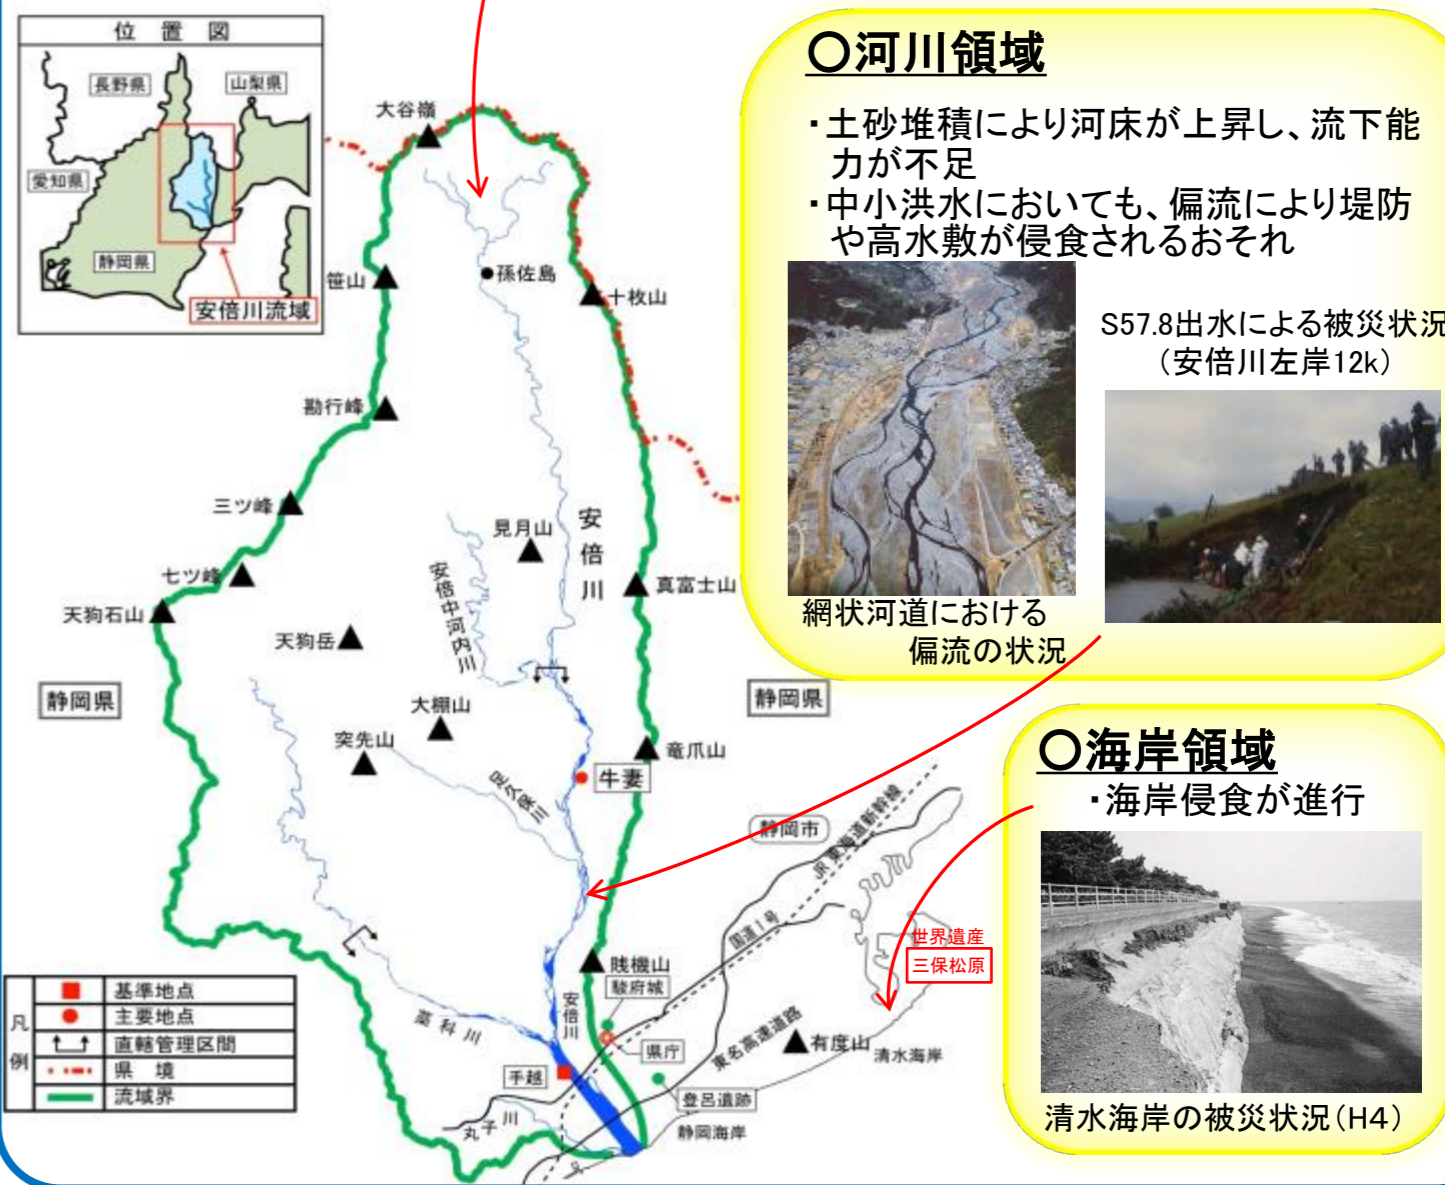 位置図
長野県
山梨県
愛知県
静岡県
安倍川流域
大谷嶺
笹山
孫佐島
十枚山
勘行峰
三ツ峰
見月山
安倍川
七ツ峰
安倍中河内川
真富士山
天狗石山
天狗岳
静岡県
大棚山
静岡県
突先山
竜爪山
足久保川
牛妻
静岡市
JR東海道新幹線
国道1号
世界遺産
三保松原
賎機山
駿府城
安倍川
藁科川
県庁
東名高速道路
有度山
清水海岸
手越
登呂遺跡
丸子川
静岡海岸
凡例
基準地点
主要地点
直轄管理区間
県境
流域界
〇河川領域
・土砂堆積により河床が上昇し、流下能
力が不足
・中小洪水においても、偏流により堤防
や高水敷が侵食されるおそれ
S57.8出水による被災状況
（安倍川左岸12k）
網状河道における
偏流の状況
〇海岸領域
・海岸侵食が進行
清水海岸の被災状況（H4）